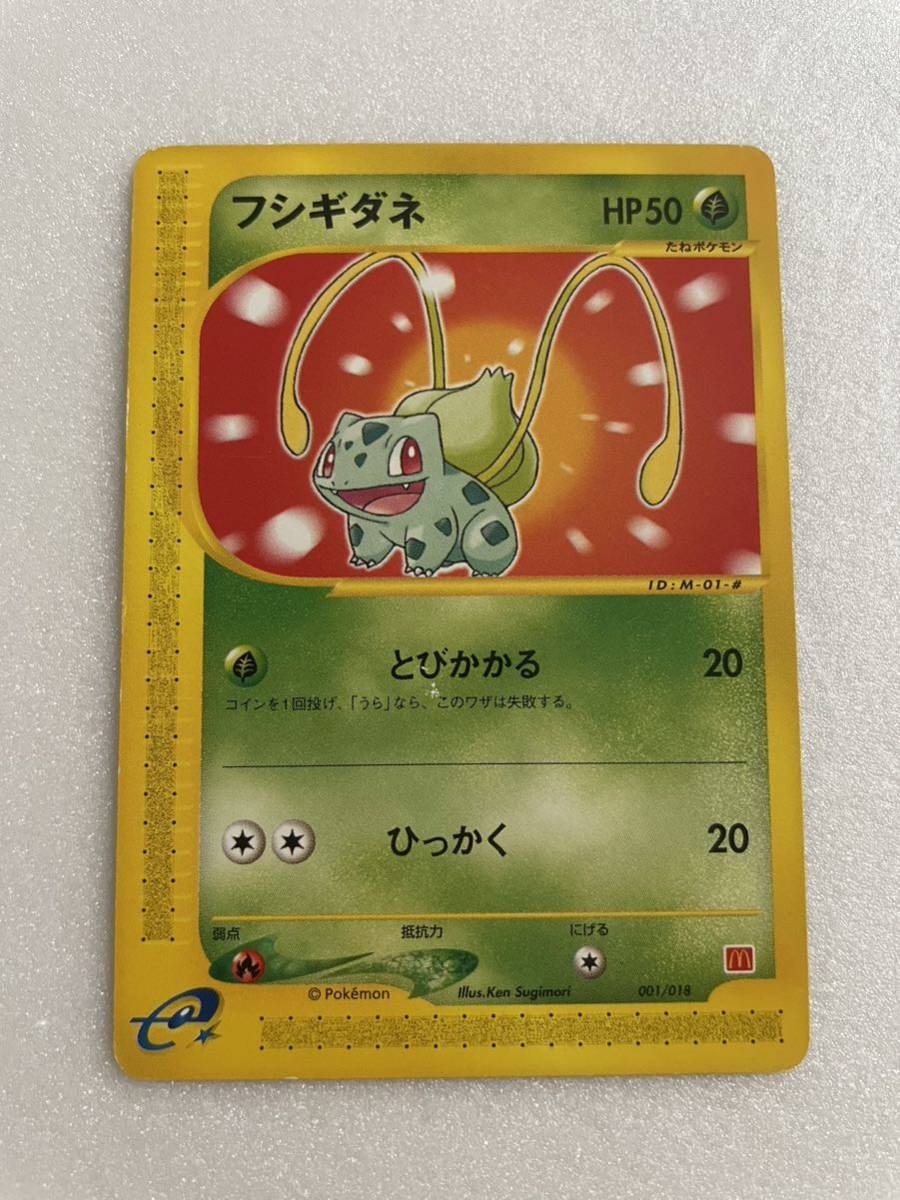 フシギダネ
HP50
たねポケモン
ID:M-01-#
とびかかる 20
コインを1回投げ、「うら」なら、このワザは失敗する。
ひっかく 20
弱点 抵抗力 にげる
© Pokémon Illus.Ken Sugimori 001/018